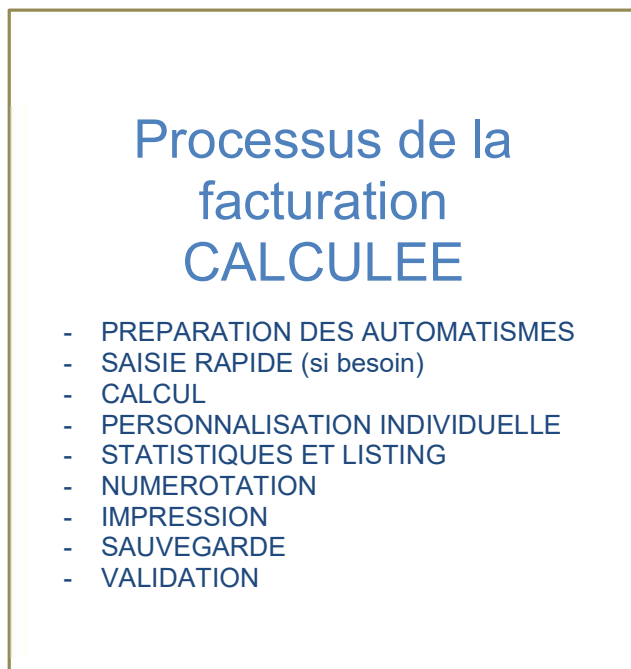 Processus de la
facturation
CALCULEE
- PREPARATION DES AUTOMATISMES
- SAISIE RAPIDE (si besoin)
- CALCUL
- PERSONNALISATION INDIVIDUELLE
- STATISTIQUES ET LISTING
- NUMEROTATION
- IMPRESSION
- SAUVEGARDE
- VALIDATION